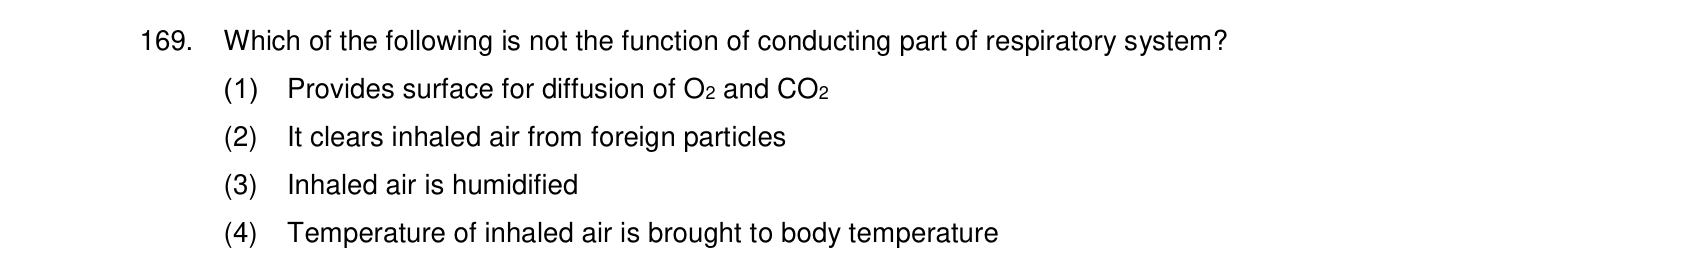 169. Which of the following is not the function of conducting part of respiratory system?
(1) Provides surface for diffusion of O₂ and CO₂
(2) It clears inhaled air from foreign particles
(3) Inhaled air is humidified
(4) Temperature of inhaled air is brought to body temperature